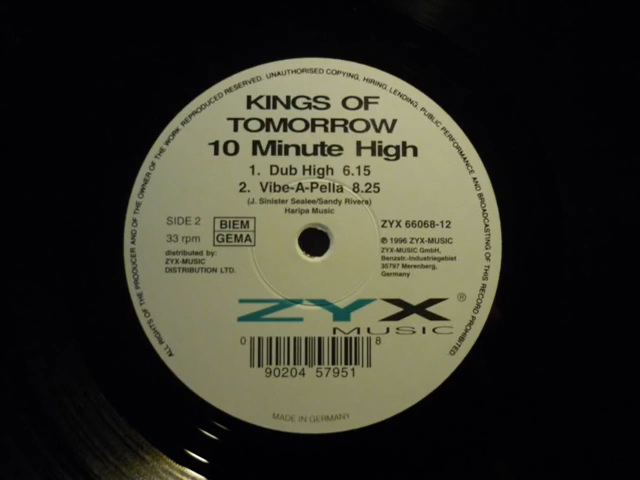 ALL RIGHTS OF THE PRODUCER AND OF THE OWNER OF THE WORK REPRODUCED RESERVED. UNAUTHORISED COPYING, HIRING, LENDING, PUBLIC PERFORMANCE AND BROADCASTING OF THIS RECORD PROHIBITED.
KINGS OF
TOMORROW
10 Minute High
1. Dub High 6.15
2. Vibe-A-Pella 8.25
(J. Sinister Sealee/Sandy Rivera)
Haripa Music
SIDE 2
33 rpm
BIEM
GEMA
distributed by:
ZYX-MUSIC
DISTRIBUTION LTD.
ZYX 66068-12
℗ 1996 ZYX-MUSIC
ZYX-MUSIC GmbH,
Benzstr.-Industriegebiet
35797 Merenberg,
Germany
ZYX®
MUSIC
0 90204 57951 8
MADE IN GERMANY